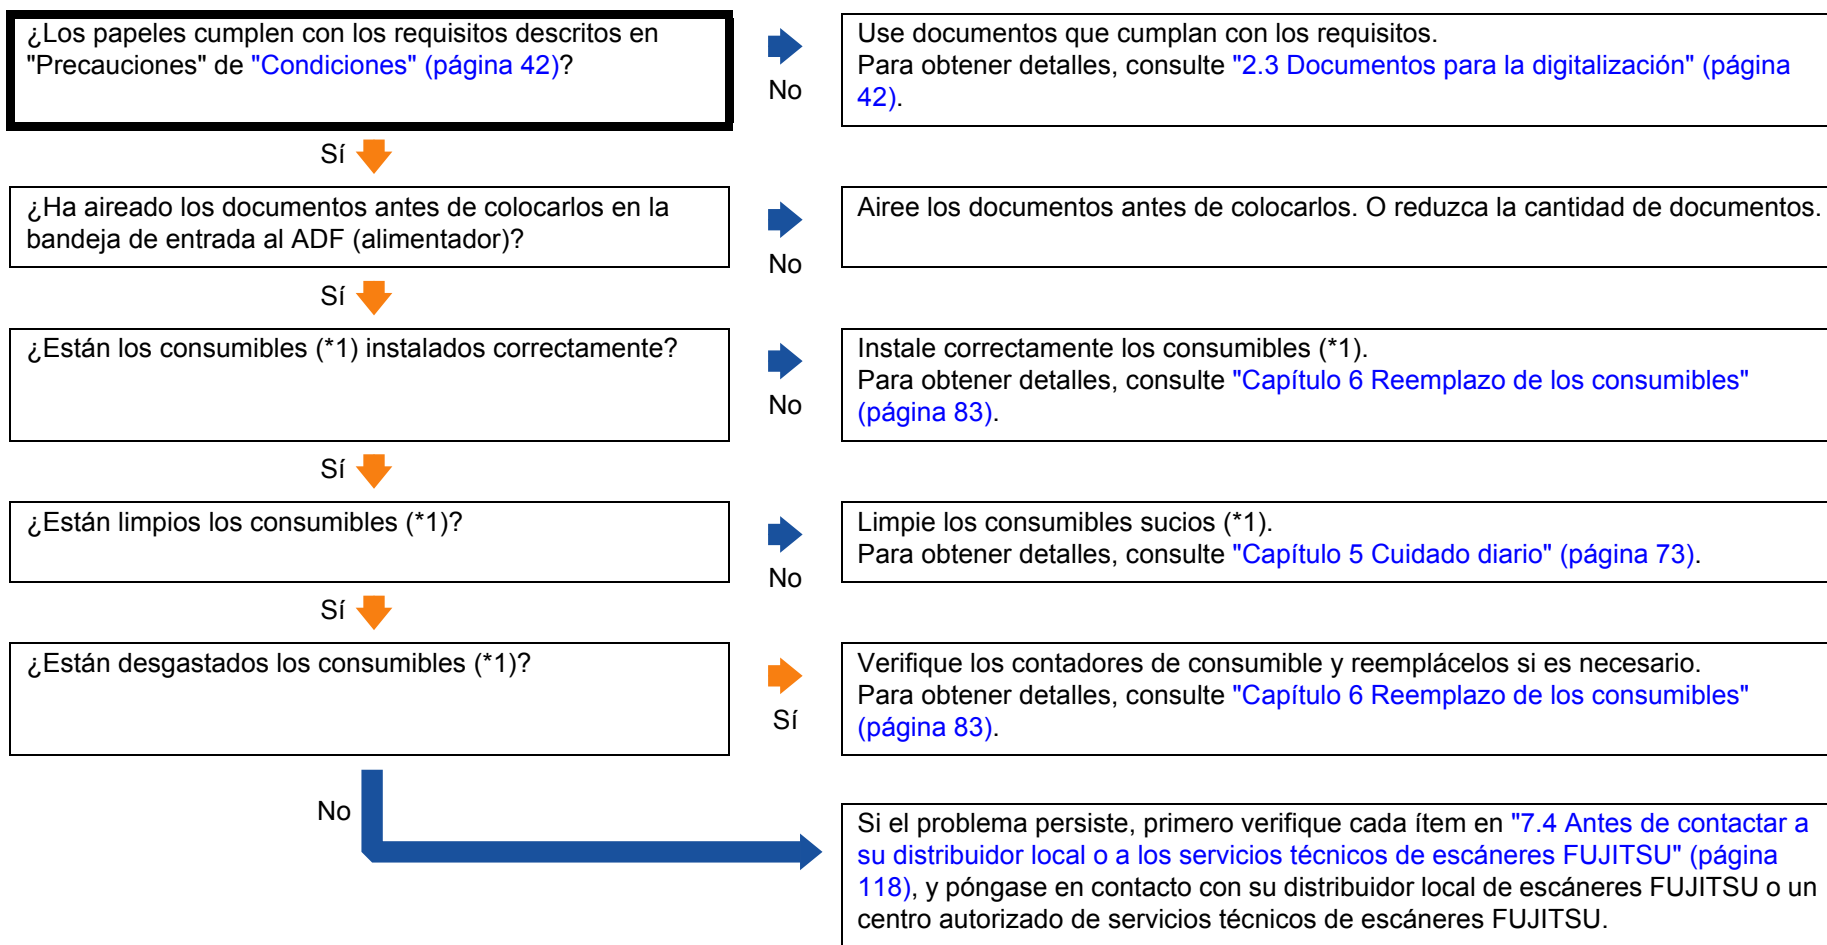 ¿Los papeles cumplen con los requisitos descritos en
"Precauciones" de "Condiciones" (página 42)?
No
Use documentos que cumplan con los requisitos.
Para obtener detalles, consulte "2.3 Documentos para la digitalización" (página
42).
Sí
¿Ha aireado los documentos antes de colocarlos en la
bandeja de entrada al ADF (alimentador)?
No
Airee los documentos antes de colocarlos. O reduzca la cantidad de documentos.
Sí
¿Están los consumibles (*1) instalados correctamente?
No
Instale correctamente los consumibles (*1).
Para obtener detalles, consulte "Capítulo 6 Reemplazo de los consumibles"
(página 83).
Sí
¿Están limpios los consumibles (*1)?
No
Limpie los consumibles sucios (*1).
Para obtener detalles, consulte "Capítulo 5 Cuidado diario" (página 73).
Sí
¿Están desgastados los consumibles (*1)?
Sí
Verifique los contadores de consumible y reemplácelos si es necesario.
Para obtener detalles, consulte "Capítulo 6 Reemplazo de los consumibles"
(página 83).
No
Si el problema persiste, primero verifique cada ítem en "7.4 Antes de contactar a
su distribuidor local o a los servicios técnicos de escáneres FUJITSU" (página
118), y póngase en contacto con su distribuidor local de escáneres FUJITSU o un
centro autorizado de servicios técnicos de escáneres FUJITSU.